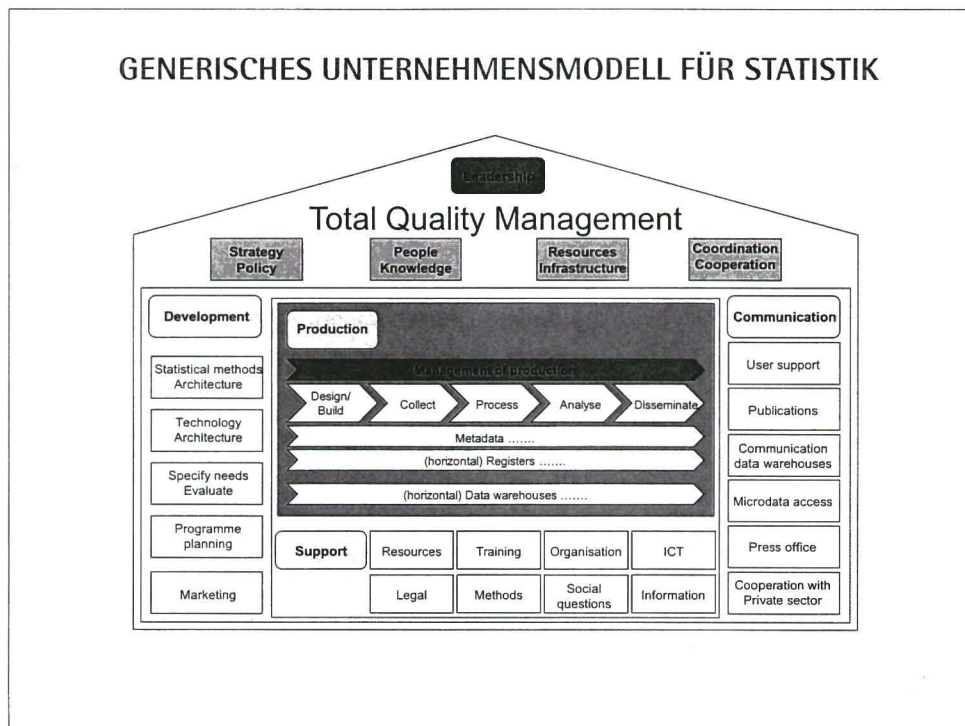 GENERISCHES UNTERNEHMENSMODELL FÜR STATISTIK
Leadership
Total Quality Management
Strategy
Policy
People
Knowledge
Resources
Infrastructure
Coordination
Cooperation
Development
Statistical methods
Architecture
Technology
Architecture
Specify needs
Evaluate
Programme
planning
Marketing
Production
Management of production
Design/
Build
Collect
Process
Analyse
Disseminate
Metadata .......
(horizontal) Registers .......
(horizontal) Data warehouses .......
Support
Resources
Training
Organisation
ICT
Legal
Methods
Social
questions
Information
Communication
User support
Publications
Communication
data warehouses
Microdata access
Press office
Cooperation with
Private sector